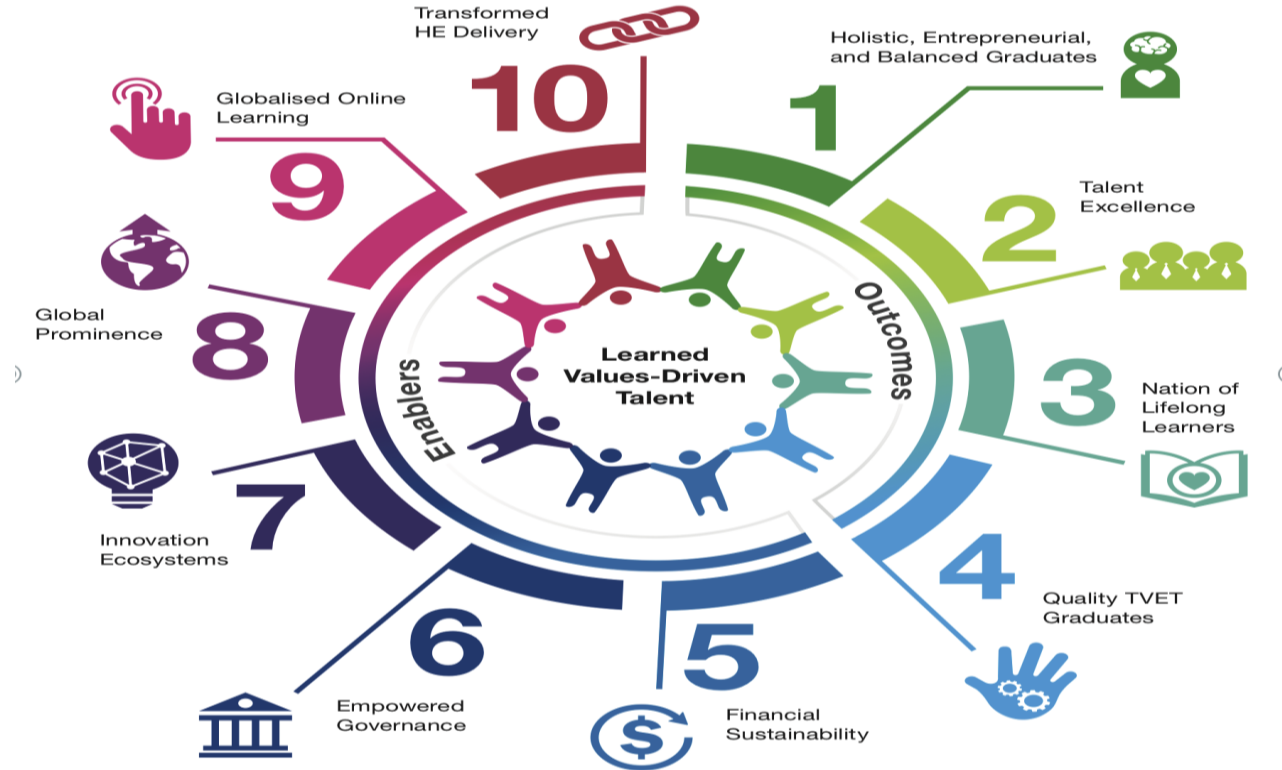 Transformed
HE Delivery
10
Holistic, Entrepreneurial,
and Balanced Graduates
1
Talent
Excellence
2
Nation of
Lifelong
Learners
3
Quality TVET
Graduates
4
Financial
Sustainability
5
Empowered
Governance
6
Innovation
Ecosystems
7
Global
Prominence
8
Globalised Online
Learning
9
Outcomes
Enablers
Learned
Values-Driven
Talent
$